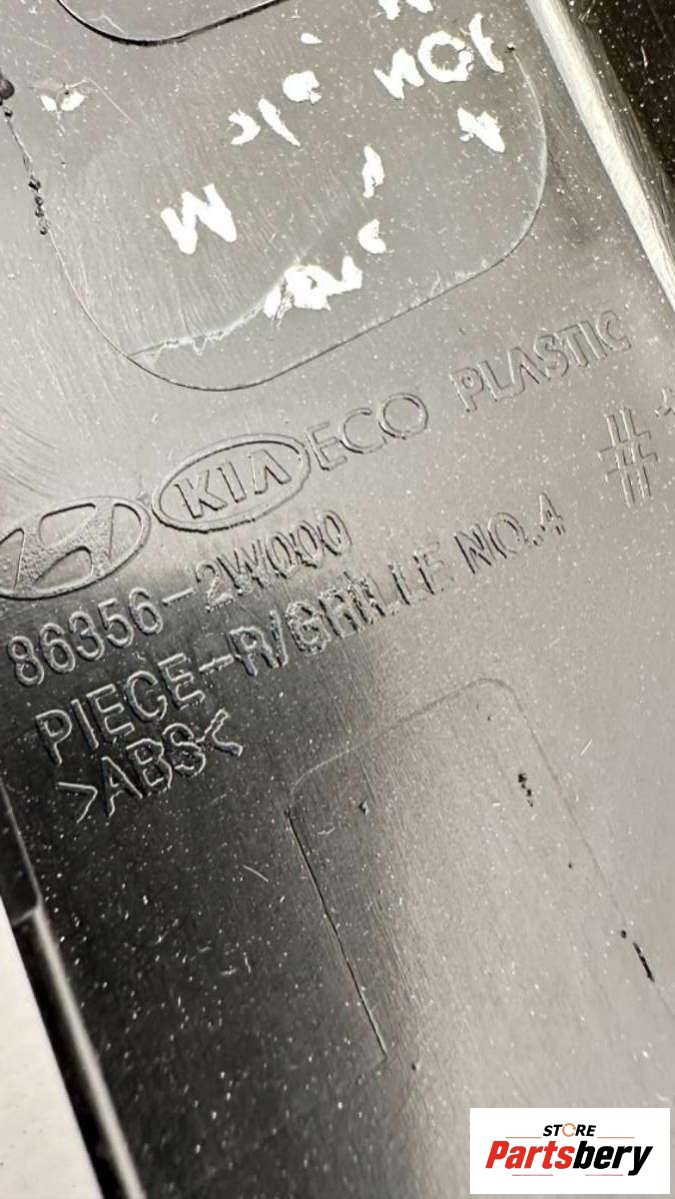 KIA ECO PLASTIC
86356-2W000
PIECE-R/GRILLE NO.4
>ABS<
STORE
Partsbery